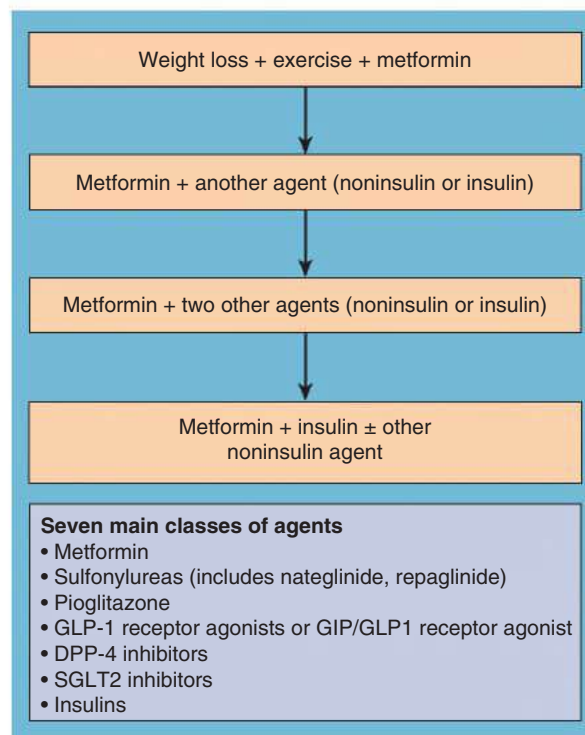 Weight loss + exercise + metformin
Metformin + another agent (noninsulin or insulin)
Metformin + two other agents (noninsulin or insulin)
Metformin + insulin ± other
noninsulin agent
Seven main classes of agents
• Metformin
• Sulfonylureas (includes nateglinide, repaglinide)
• Pioglitazone
• GLP-1 receptor agonists or GIP/GLP1 receptor agonist
• DPP-4 inhibitors
• SGLT2 inhibitors
• Insulins